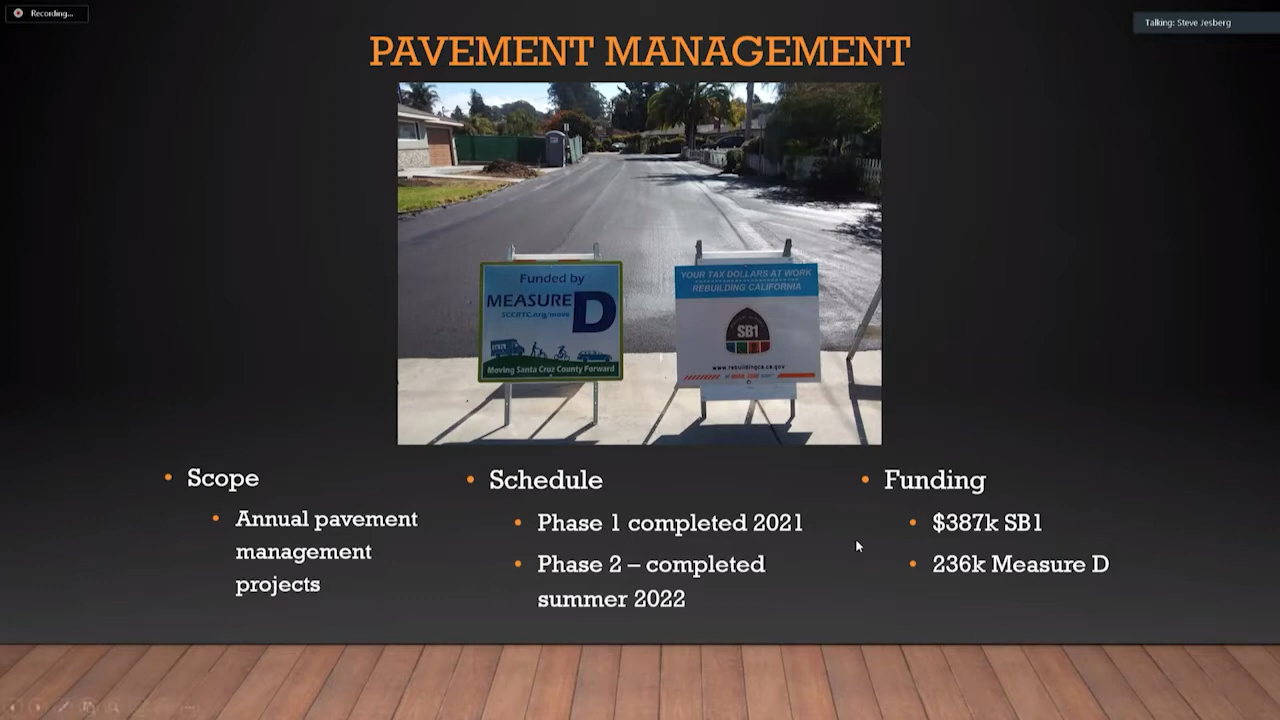 Recording...
Talking: Steve Jesberg
PAVEMENT MANAGEMENT
Funded by
MEASURE D
SCCRTC.org/move
Moving Santa Cruz County Forward
YOUR TAX DOLLARS AT WORK
REBUILDING CALIFORNIA
SB1
www.rebuildingca.ca.gov
• Scope
• Annual pavement
management
projects
• Schedule
• Phase 1 completed 2021
• Phase 2 – completed
summer 2022
• Funding
• $387k SB1
• 236k Measure D